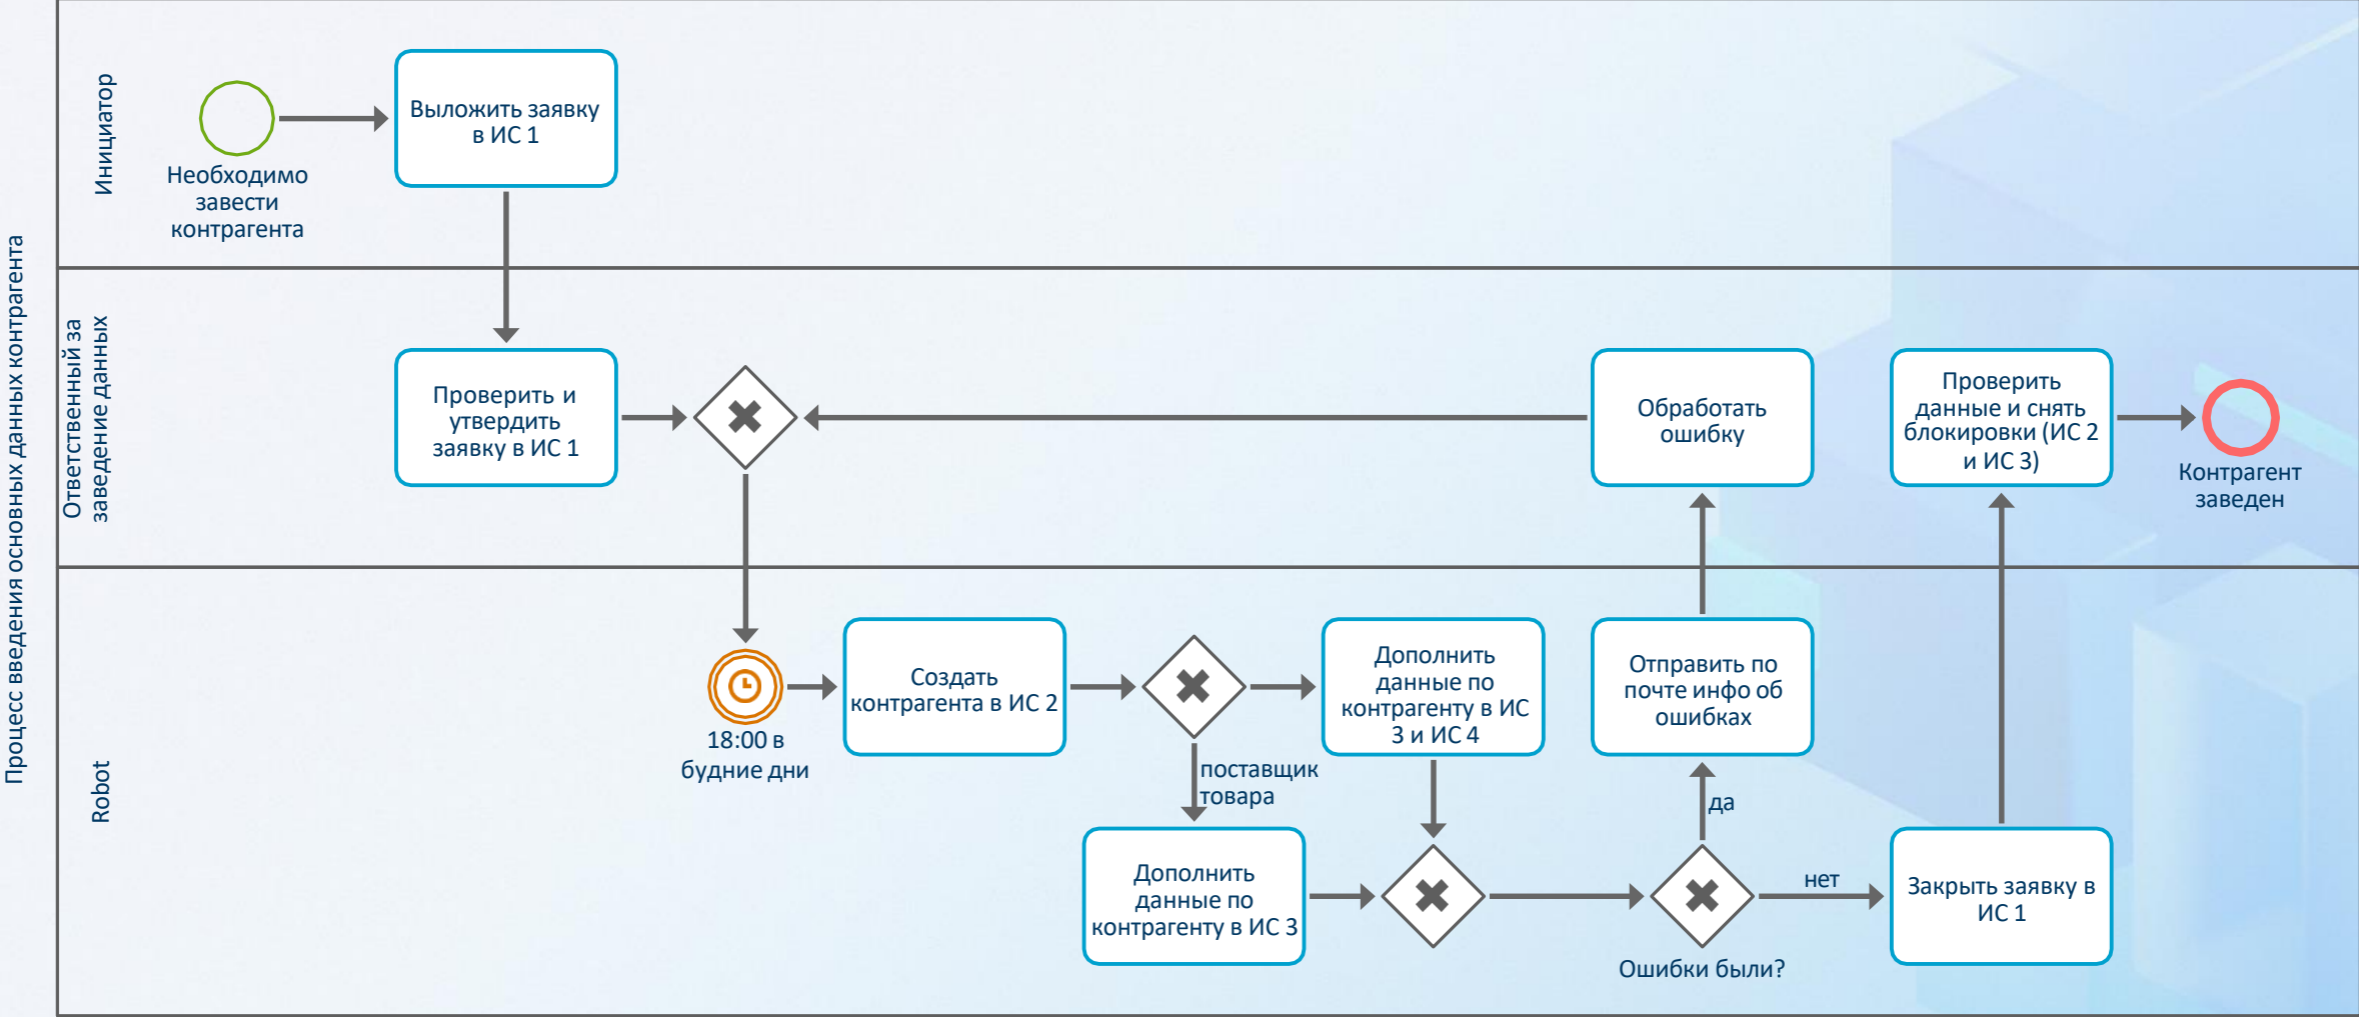 Процесс введения основных данных контрагента
Инициатор
Необходимо
завести
контрагента
Выложить заявку
в ИС 1
Ответственный за
заведение данных
Проверить и
утвердить
заявку в ИС 1
Обработать
ошибку
Проверить
данные и снять
блокировки (ИС 2
и ИС 3)
Контрагент
заведен
Robot
18:00 в
будние дни
Создать
контрагента в ИС 2
поставщик
товара
Дополнить
данные по
контрагенту в ИС
3 и ИС 4
Дополнить
данные по
контрагенту в ИС 3
Отправить по
почте инфо об
ошибках
да
Ошибки были?
нет
Закрыть заявку в
ИС 1